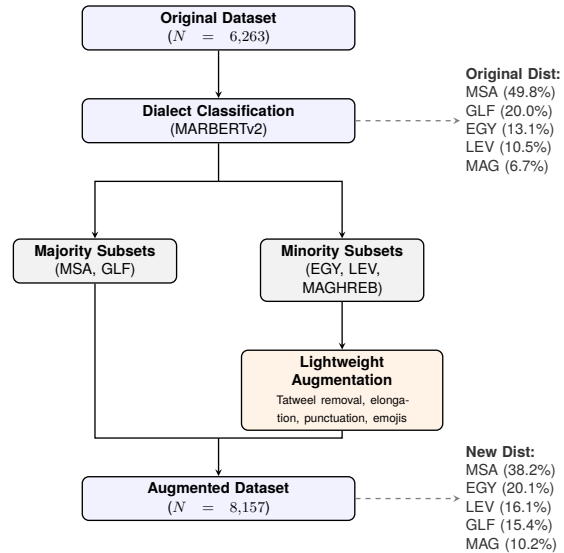 Original Dataset
(N = 6,263)
Original Dist:
MSA (49.8%)
GLF (20.0%)
EGY (13.1%)
LEV (10.5%)
MAG (6.7%)
Dialect Classification
(MARBERTv2)
Majority Subsets
(MSA, GLF)
Minority Subsets
(EGY, LEV,
MAGHREB)
Lightweight
Augmentation
Tatweel removal, elonga-
tion, punctuation, emojis
Augmented Dataset
(N = 8,157)
New Dist:
MSA (38.2%)
EGY (20.1%)
LEV (16.1%)
GLF (15.4%)
MAG (10.2%)